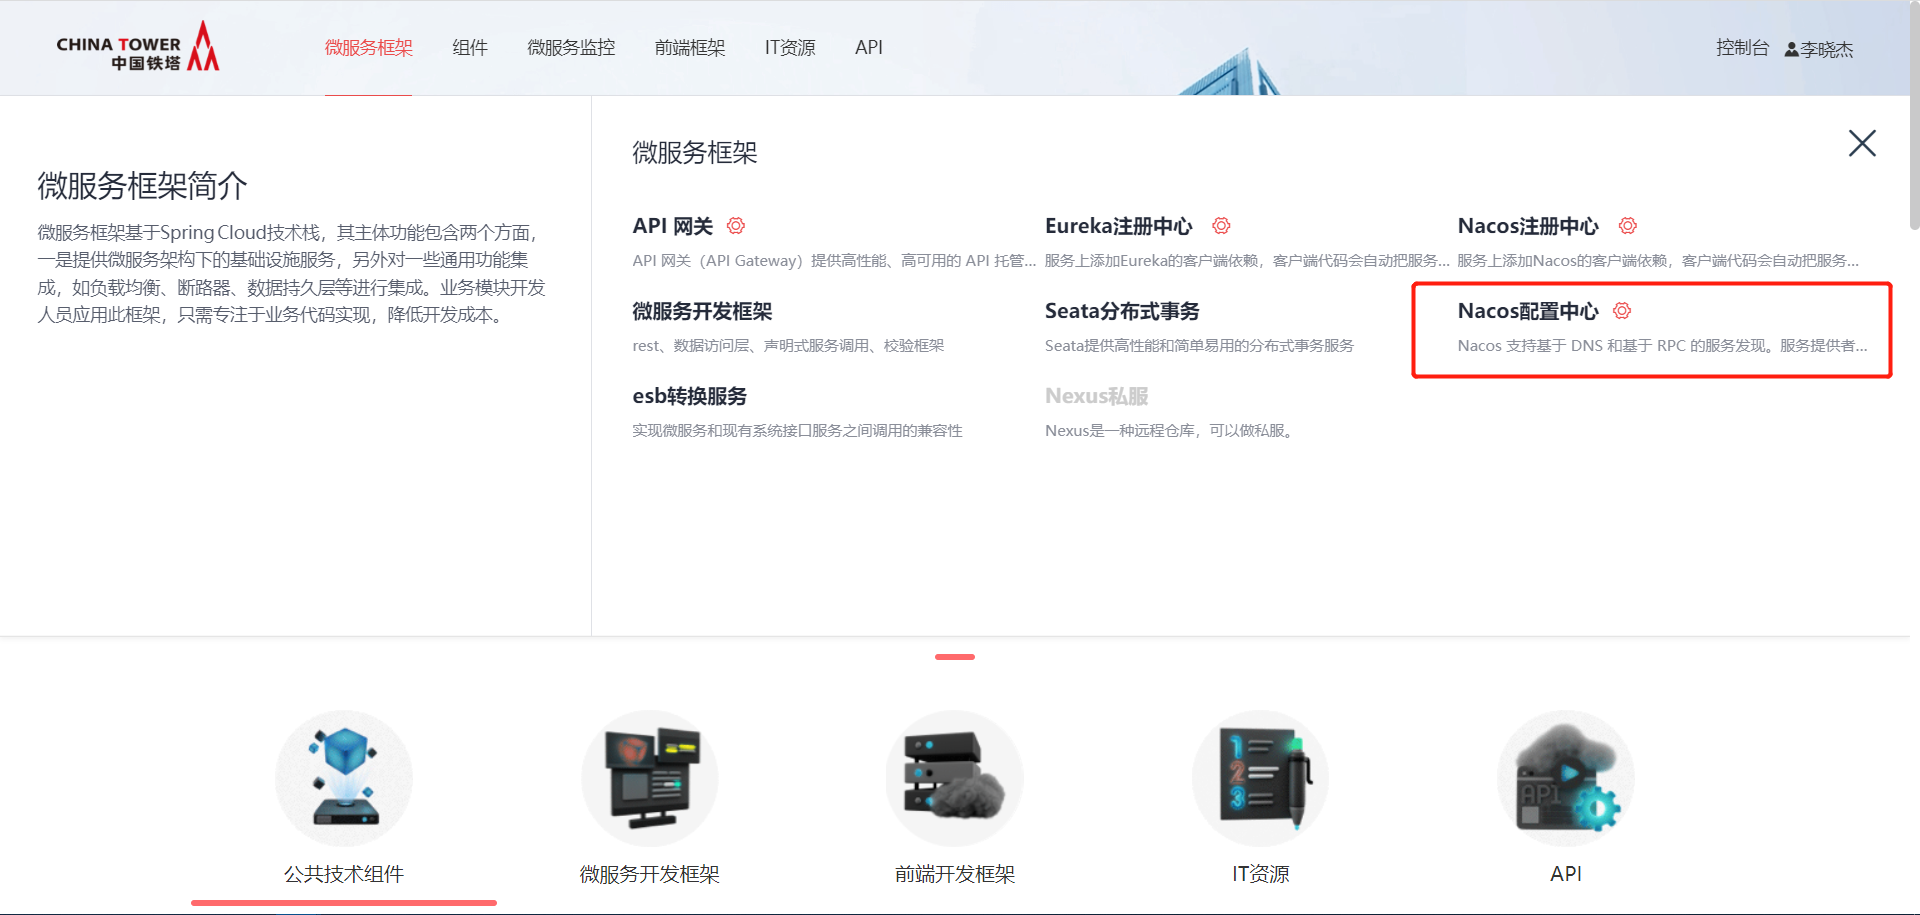 CHINA TOWER
中国铁塔
微服务框架 组件 微服务监控 前端框架 IT资源 API 控制台 李晓杰
微服务框架简介
微服务框架基于Spring Cloud技术栈，其主体功能包含两个方面，
一是提供微服务架构下的基础设施服务，另外对一些通用功能集
成，如负载均衡、断路器、数据持久层等进行集成。业务模块开发
人员应用此框架，只需专注于业务代码实现，降低开发成本。
微服务框架
API 网关
API 网关（API Gateway）提供高性能、高可用的 API 托管...
Eureka注册中心
服务上添加Eureka的客户端依赖，客户端代码会自动把服务...
Nacos注册中心
服务上添加Nacos的客户端依赖，客户端代码会自动把服务...
微服务开发框架
rest、数据访问层、声明式服务调用、校验框架
Seata分布式事务
Seata提供高性能和简单易用的分布式事务服务
Nacos配置中心
Nacos 支持基于 DNS 和基于 RPC 的服务发现。服务提供者...
esb转换服务
实现微服务和现有系统接口服务之间调用的兼容性
Nexus私服
Nexus是一种远程仓库，可以做私服。
1
2
3
API
公共技术组件 微服务开发框架 前端开发框架 IT资源 API